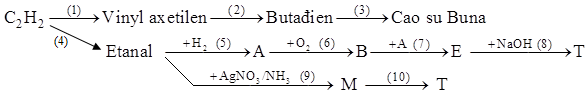 C₂H₂ (1) Vinyl axetilen (2) Butađien (3) Cao su Buna
(4) Etanal +H₂ (5) A +O₂ (6) B +A (7) E +NaOH (8) T
+AgNO₃/NH₃ (9) M (10) T